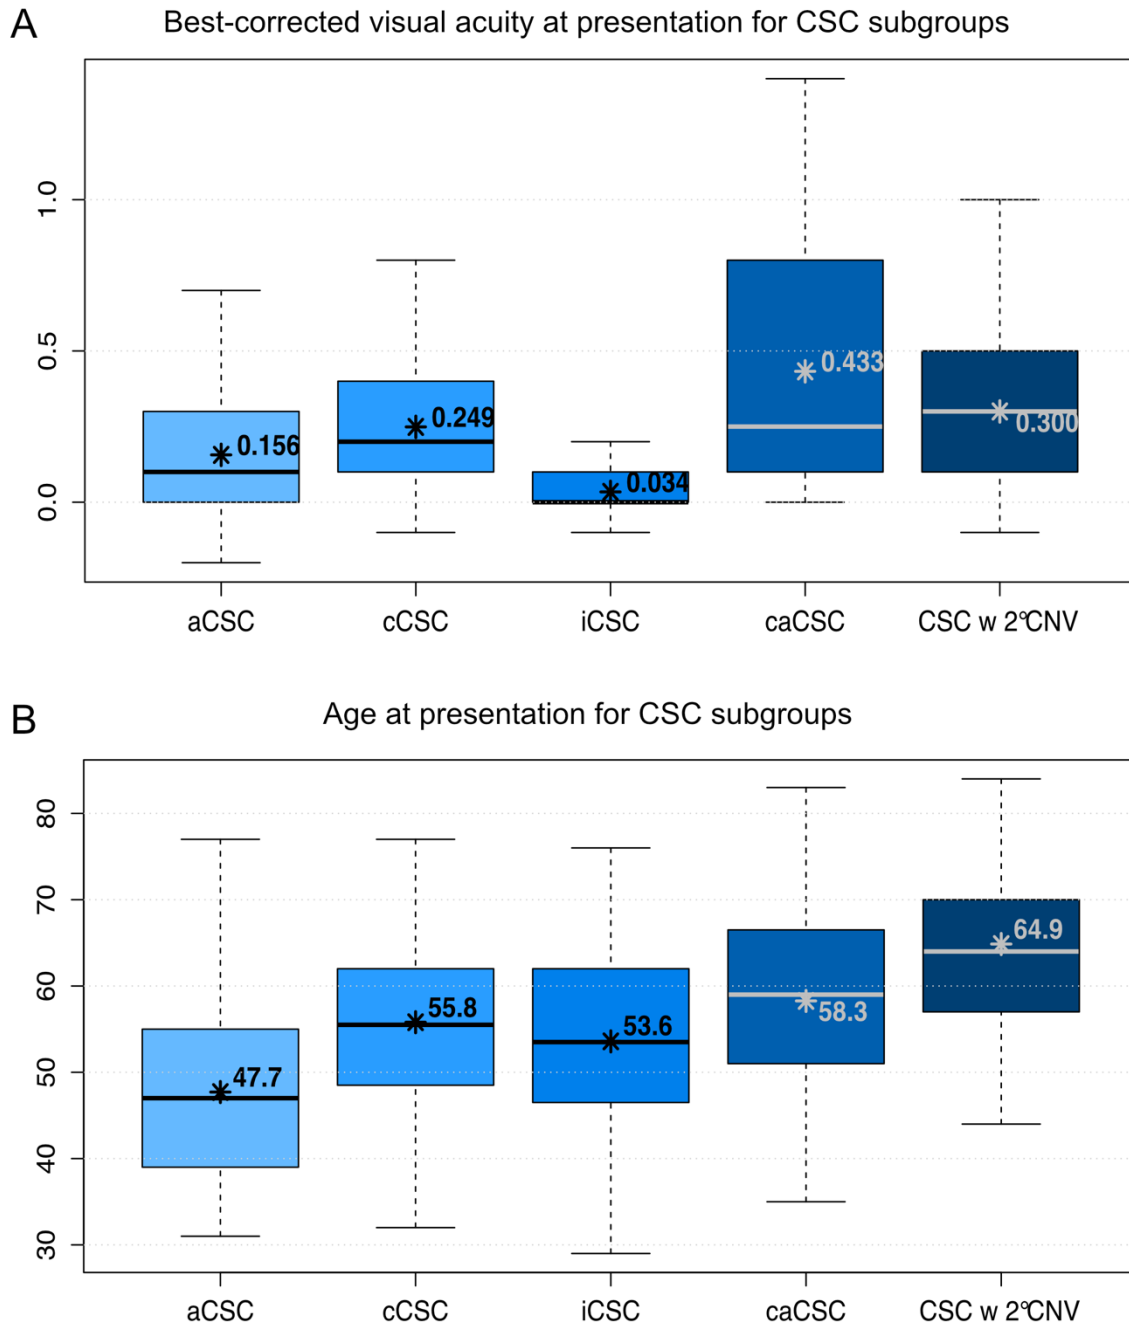 A
Best-corrected visual acuity at presentation for CSC subgroups
1.0
0.5
0.0
0.156
0.249
0.034
0.433
0.300
aCSC
cCSC
iCSC
caCSC
CSC w 2°CNV
B
Age at presentation for CSC subgroups
80
70
60
50
40
30
47.7
55.8
53.6
58.3
64.9
aCSC
cCSC
iCSC
caCSC
CSC w 2°CNV